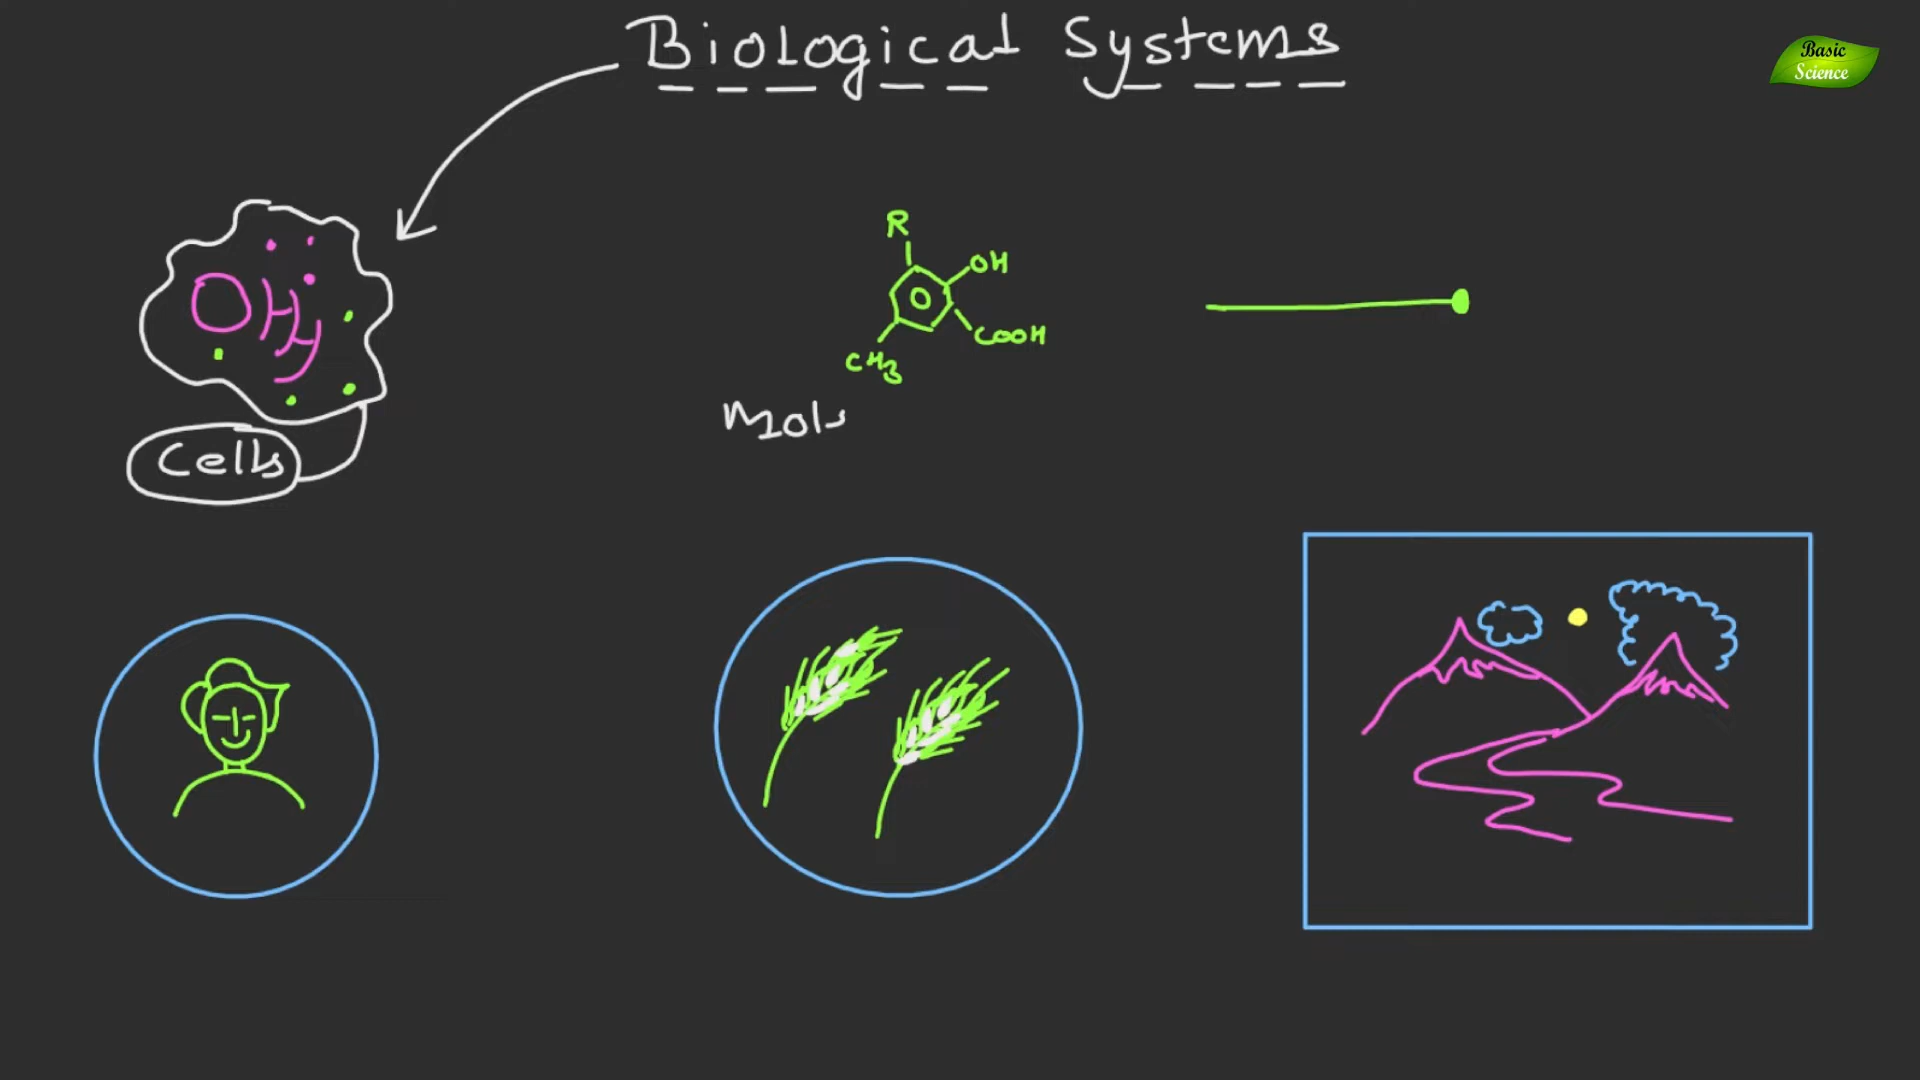 Biological Systems
Basic
Science
R
OH
COOH
CH3
Mols
Cells